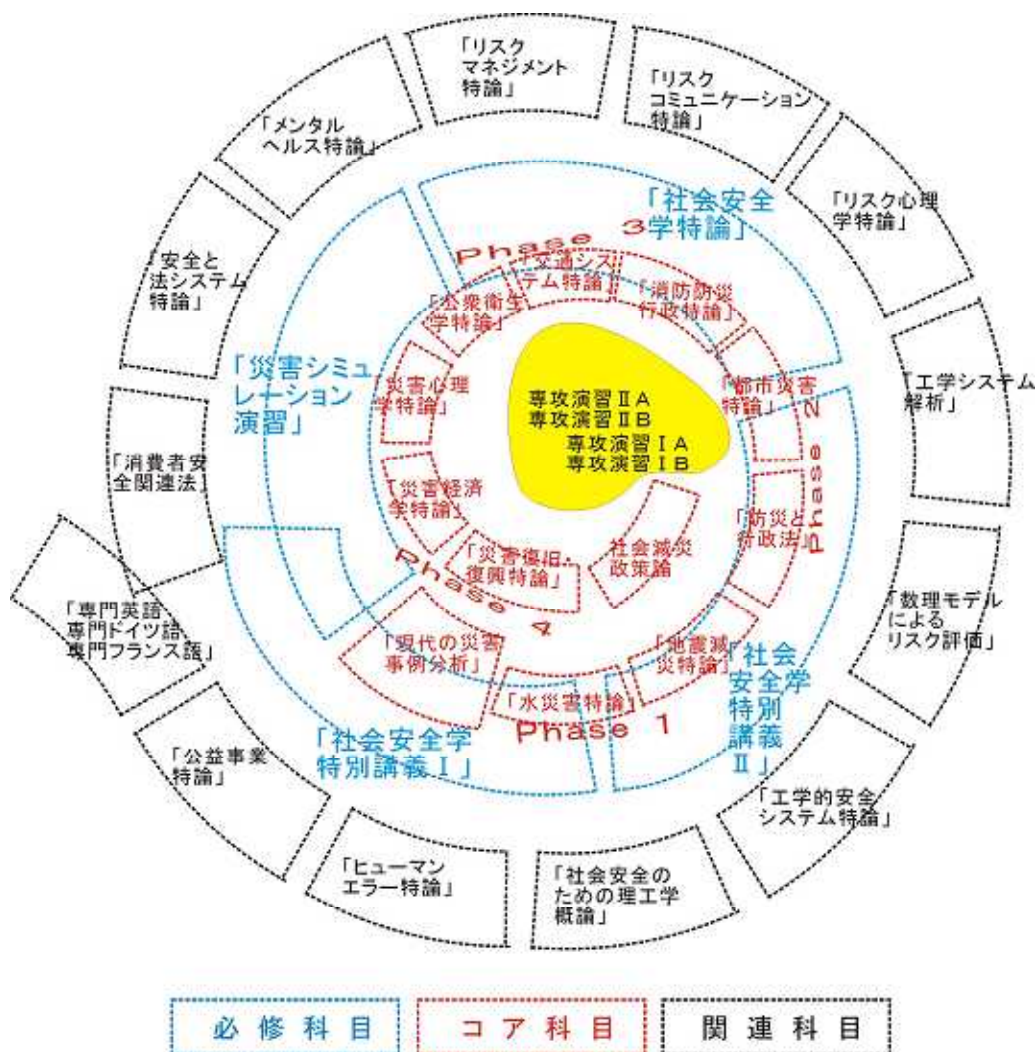 「リスク
マネジメント
特論」
「リスク
コミュニケーション
特論」
「リスク心理
学特論」
「工学システム
解析」
「数理モデル
による
リスク評価」
「工学的安全
システム特論」
「社会安全の
ための理工学
概論」
「ヒューマン
エラー特論」
「公益事業
特論」
「専門英語・
専門ドイツ語・
専門フランス語」
「消費者安
全関連法」
「安全と
法システム
特論」
「メンタル
ヘルス特論」
「社会安全
学特論」
「災害シミュ
レーション
演習」
「社会安全学
特別講義Ⅰ」
「社会
安全学
特別
講義
Ⅱ」
Phase 3
「交通シス
テム特論」
「公衆衛生
学特論」
「消防防災
行政特論」
「災害心理
学特論」
「都市災害
特論」
Phase 2
「防災と
行政法」
「災害経済
学特論」
「災害復旧・
復興特論」
Phase 4
社会減災
政策論
「現代の災害
事例分析」
「水災害特論」
「地震減
災特論」
Phase 1
専攻演習ⅡA
専攻演習ⅡB
専攻演習ⅠA
専攻演習ⅠB
必修科目
コア科目
関連科目